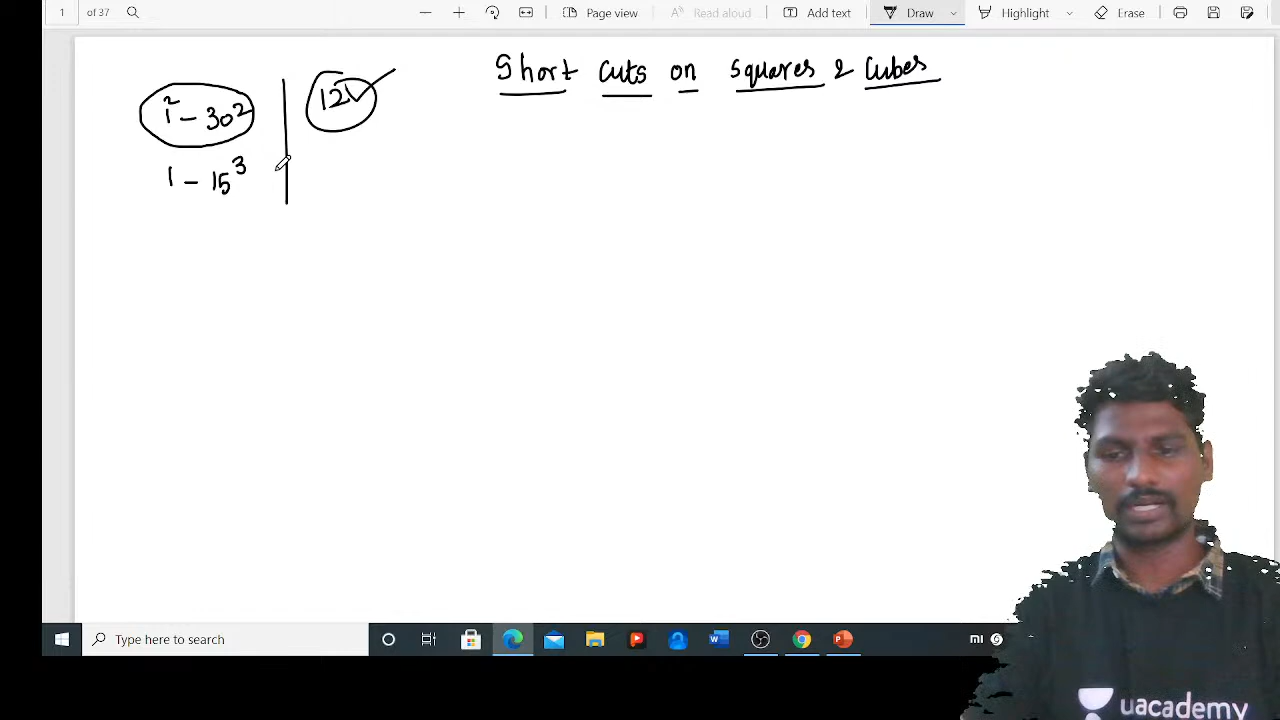 1 of 37 Page view Read aloud Add text Draw Highlight Erase
Short cuts on squares & cubes
1² - 30²
1 - 15³
Type here to search
mi
uacademy